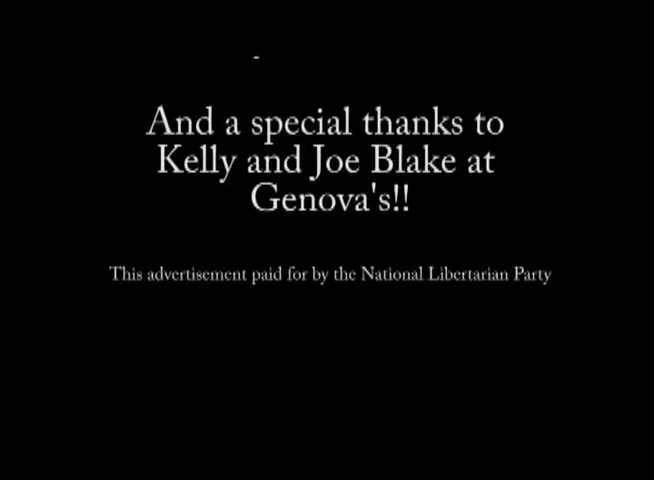 And a special thanks to
Kelly and Joe Blake at
Genova's!!
This advertisement paid for by the National Libertarian Party